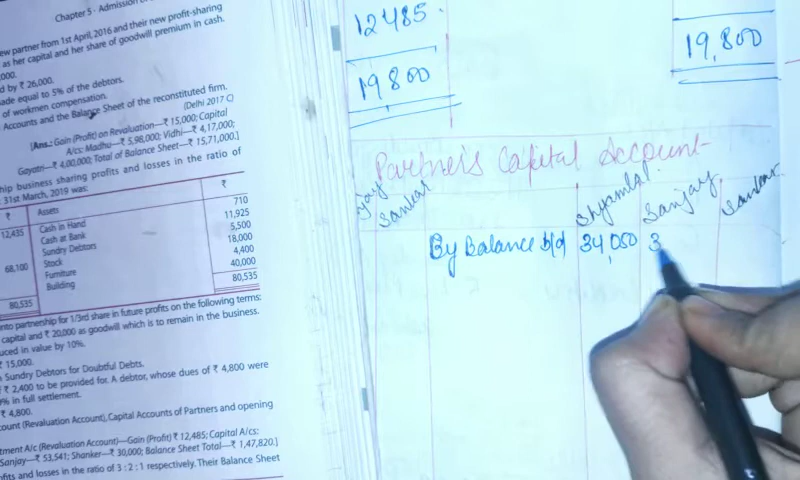 Chapter 5 · Admission
ew partner from 1st April, 2016 and their new profit-sharing
as her capital and her share of goodwill premium in cash.
000.
d by ₹ 26,000.
ade equal to 5% of the debtors.
of workmen compensation.
Accounts and the Balance Sheet of the reconstituted firm.
(Delhi 2017 C)
[Ans.: Gain (Profit) on Revaluation—₹ 15,000; Capital
A/cs: Madhu—₹ 5,98,000; Vidhi—₹ 4,17,000;
Gayatri—₹ 4,00,000; Total of Balance Sheet—₹ 15,71,000.]
hip business sharing profits and losses in the ratio of
31st March, 2019 was:
₹ Assets ₹
12,435 Cash in Hand 710
Cash at Bank 11,925
Sundry Debtors 5,500
68,100 Stock 18,000
Furniture 4,400
Building 40,000
80,535 80,535
nto partnership for 1/3rd share in future profits on the following terms:
capital and ₹ 20,000 as goodwill which is to remain in the business.
uced in value by 10%.
₹ 15,000.
Sundry Debtors for Doubtful Debts.
₹ 2,400 to be provided for. A debtor, whose dues of ₹ 4,800 were
% in full settlement.
₹ 4,800.
count (Revaluation Account), Capital Accounts of Partners and opening
tment A/c (Revaluation Account)—Gain (Profit) ₹ 12,485; Capital A/cs:
Sanjay—₹ 53,541; Shanker—₹ 30,000; Balance Sheet Total—₹ 1,47,820.]
fits and losses in the ratio of 3 : 2 : 1 respectively. Their Balance Sheet
12485.
19800
19,800
Partner's Capital Account
jay Sankar Shyamlal. Sanjay Sankar
By Balance b/d 34,050 3